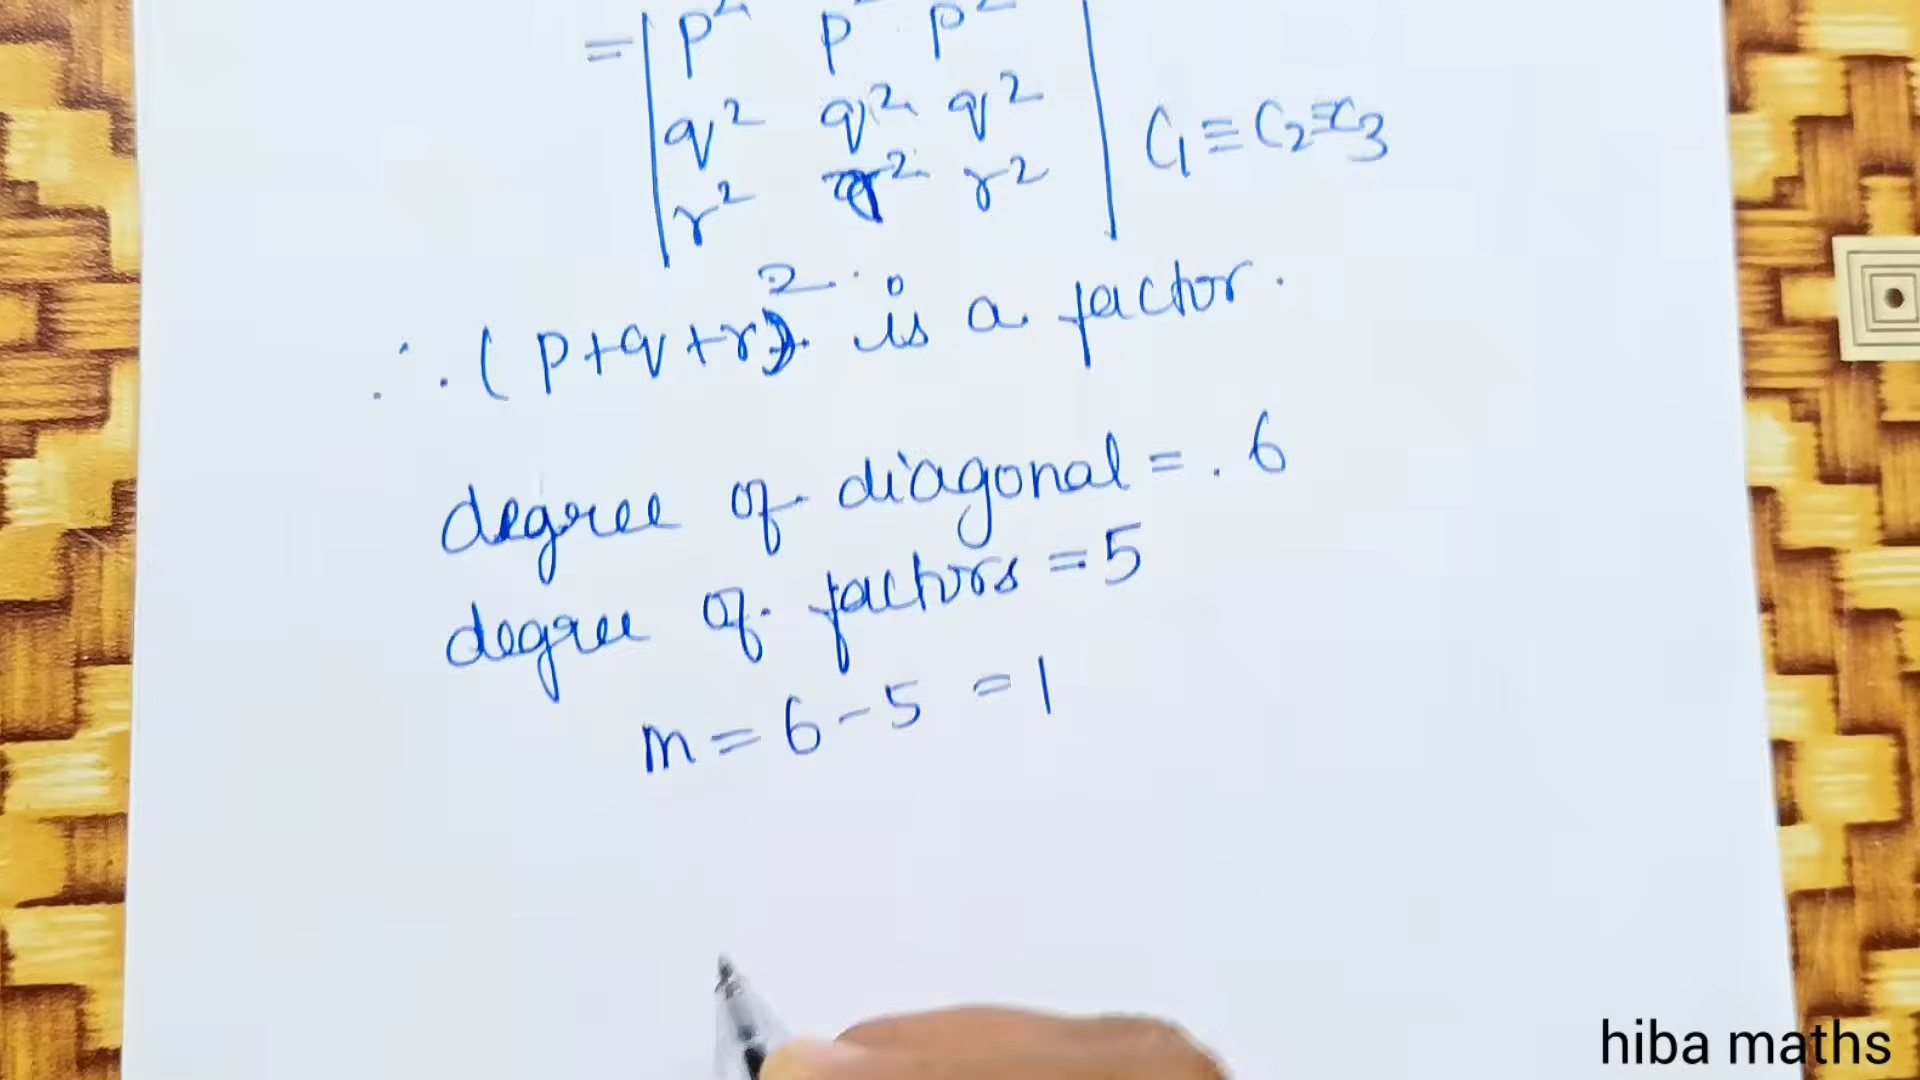 = | p² p² p² |
| q² q² q² | C₁ ≡ C₂ ≡ C₃
| r² r² r² |
∴ (p+q+r)² is a factor.
degree of diagonal = 6
degree of factors = 5
m = 6 - 5 = 1
hiba maths